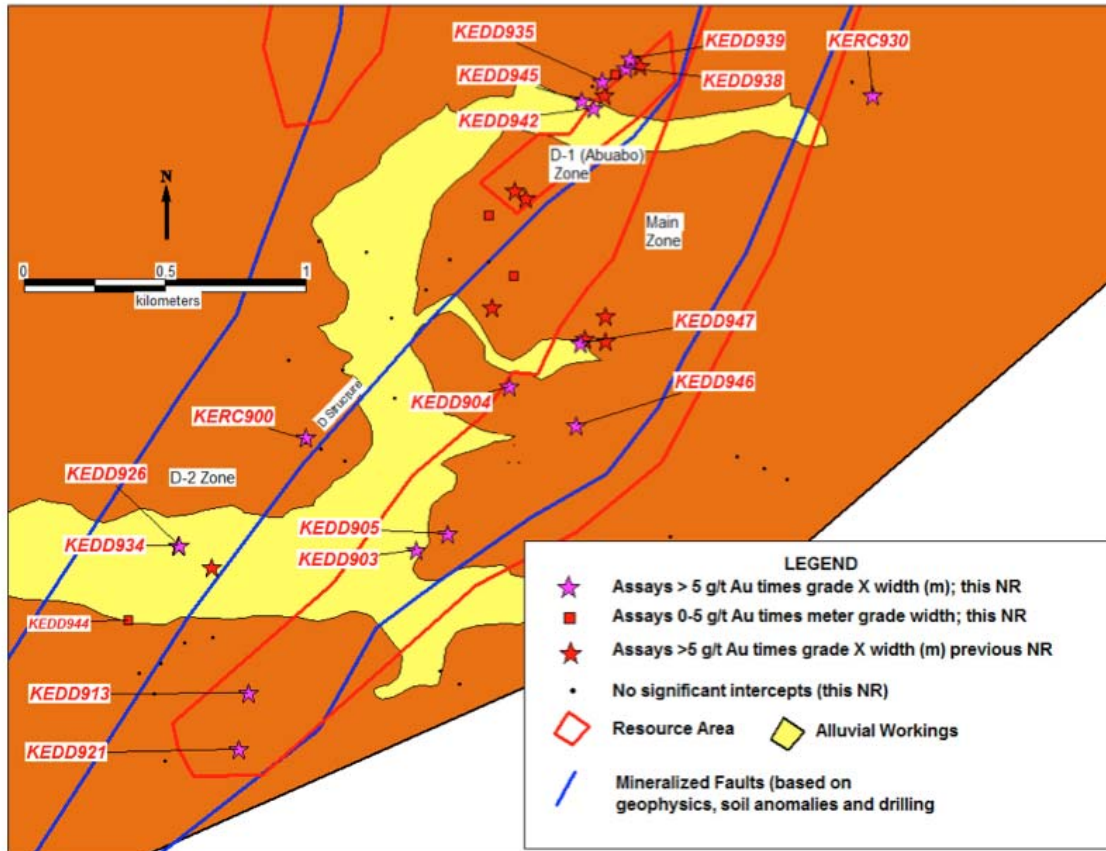 KEDD935
KEDD939
KERC930
KEDD945
KEDD938
KEDD942
D-1 (Abuabo)
Zone
N
Main
Zone
0 0.5 1
kilometers
KEDD947
KEDD946
KEDD904
D Structure
KERC900
KEDD926
D-2 Zone
KEDD934
KEDD905
KEDD903
KEDD944
KEDD913
KEDD921
LEGEND
Assays > 5 g/t Au times grade X width (m); this NR
Assays 0-5 g/t Au times meter grade width; this NR
Assays >5 g/t Au times grade X width (m) previous NR
No significant intercepts (this NR)
Resource Area Alluvial Workings
Mineralized Faults (based on
geophysics, soil anomalies and drilling